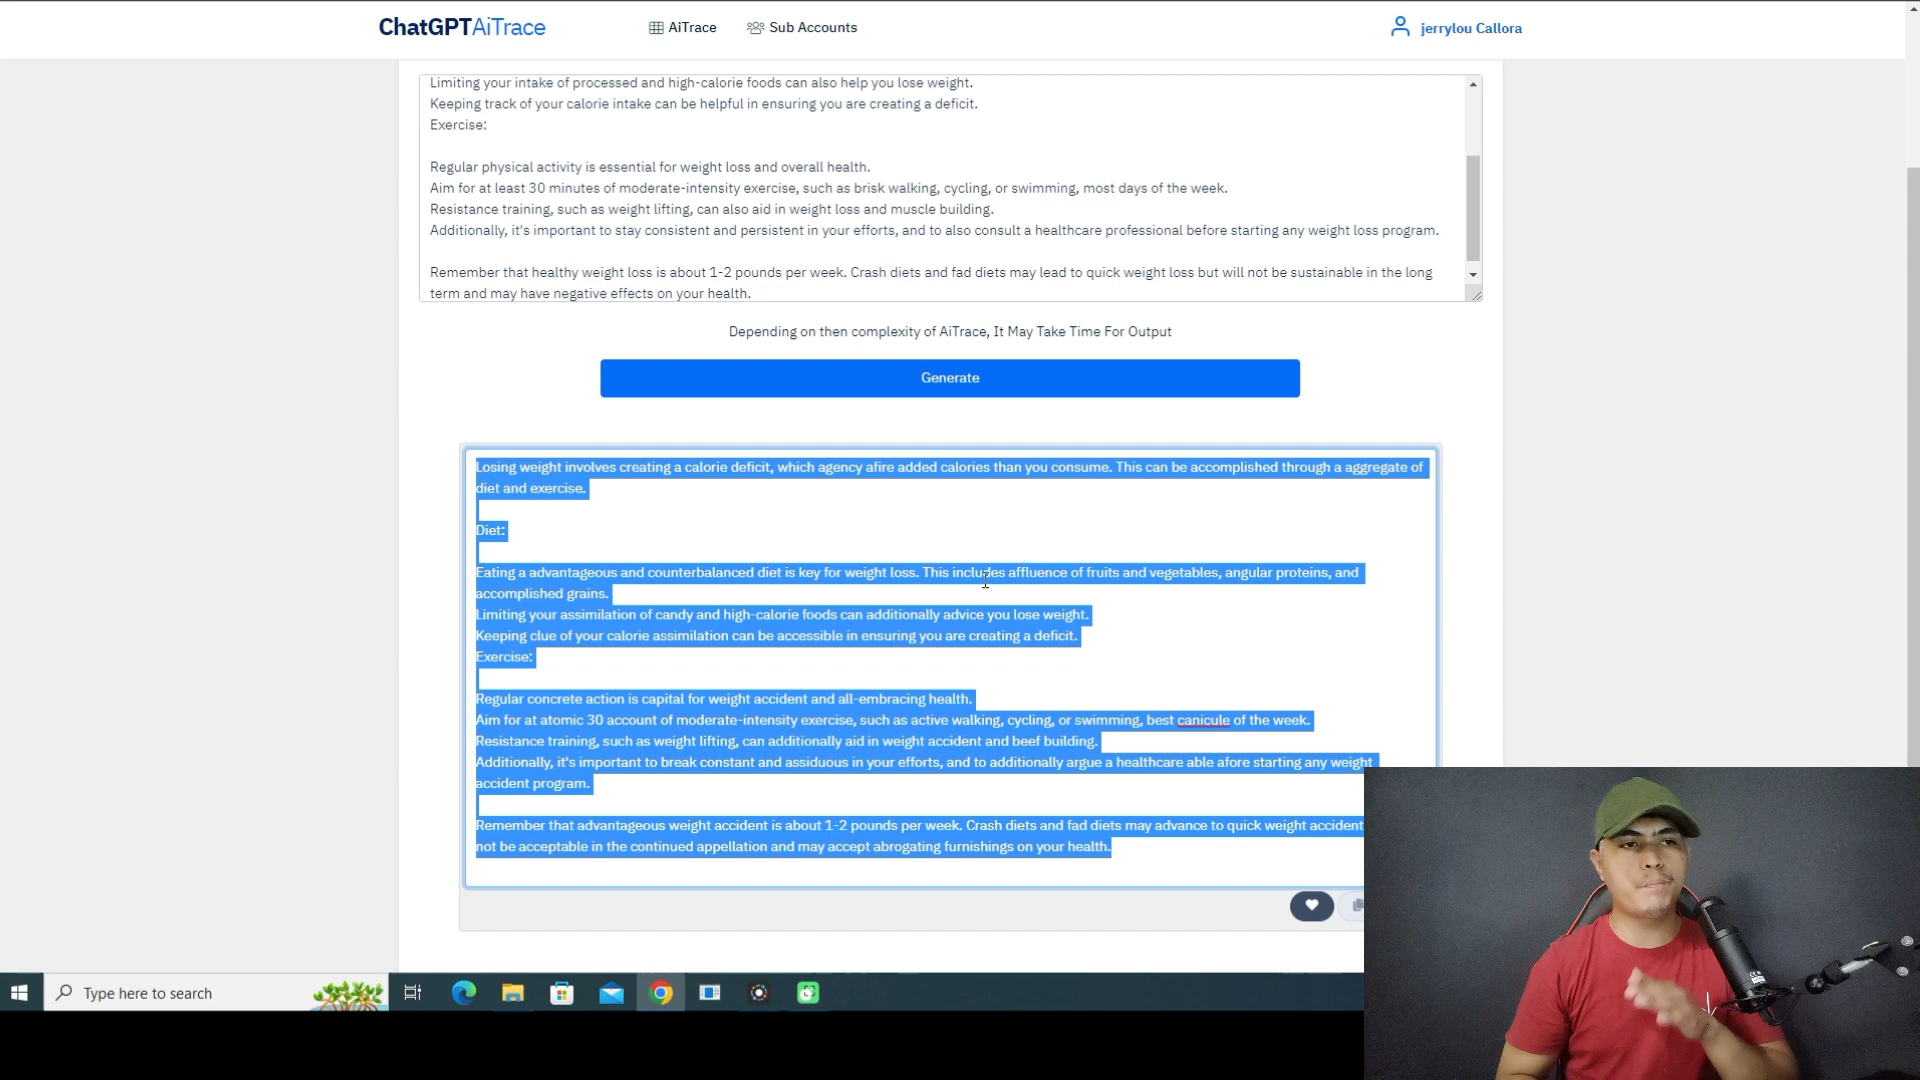 ChatGPTAiTrace
AiTrace
Sub Accounts
jerrylou Callora
Limiting your intake of processed and high-calorie foods can also help you lose weight.
Keeping track of your calorie intake can be helpful in ensuring you are creating a deficit.
Exercise:
Regular physical activity is essential for weight loss and overall health.
Aim for at least 30 minutes of moderate-intensity exercise, such as brisk walking, cycling, or swimming, most days of the week.
Resistance training, such as weight lifting, can also aid in weight loss and muscle building.
Additionally, it's important to stay consistent and persistent in your efforts, and to also consult a healthcare professional before starting any weight loss program.
Remember that healthy weight loss is about 1-2 pounds per week. Crash diets and fad diets may lead to quick weight loss but will not be sustainable in the long
term and may have negative effects on your health.
Depending on then complexity of AiTrace, It May Take Time For Output
Generate
Losing weight involves creating a calorie deficit, which agency afire added calories than you consume. This can be accomplished through a aggregate of
diet and exercise.
Diet:
Eating a advantageous and counterbalanced diet is key for weight loss. This includes affluence of fruits and vegetables, angular proteins, and
accomplished grains.
Limiting your assimilation of candy and high-calorie foods can additionally advice you lose weight.
Keeping clue of your calorie assimilation can be accessible in ensuring you are creating a deficit.
Exercise:
Regular concrete action is capital for weight accident and all-embracing health.
Aim for at atomic 30 account of moderate-intensity exercise, such as active walking, cycling, or swimming, best canicule of the week.
Resistance training, such as weight lifting, can additionally aid in weight accident and beef building.
Additionally, it's important to break constant and assiduous in your efforts, and to additionally argue a healthcare able afore starting any weight
accident program.
Remember that advantageous weight accident is about 1-2 pounds per week. Crash diets and fad diets may advance to quick weight accident
not be acceptable in the continued appellation and may accept abrogating furnishings on your health.
Type here to search